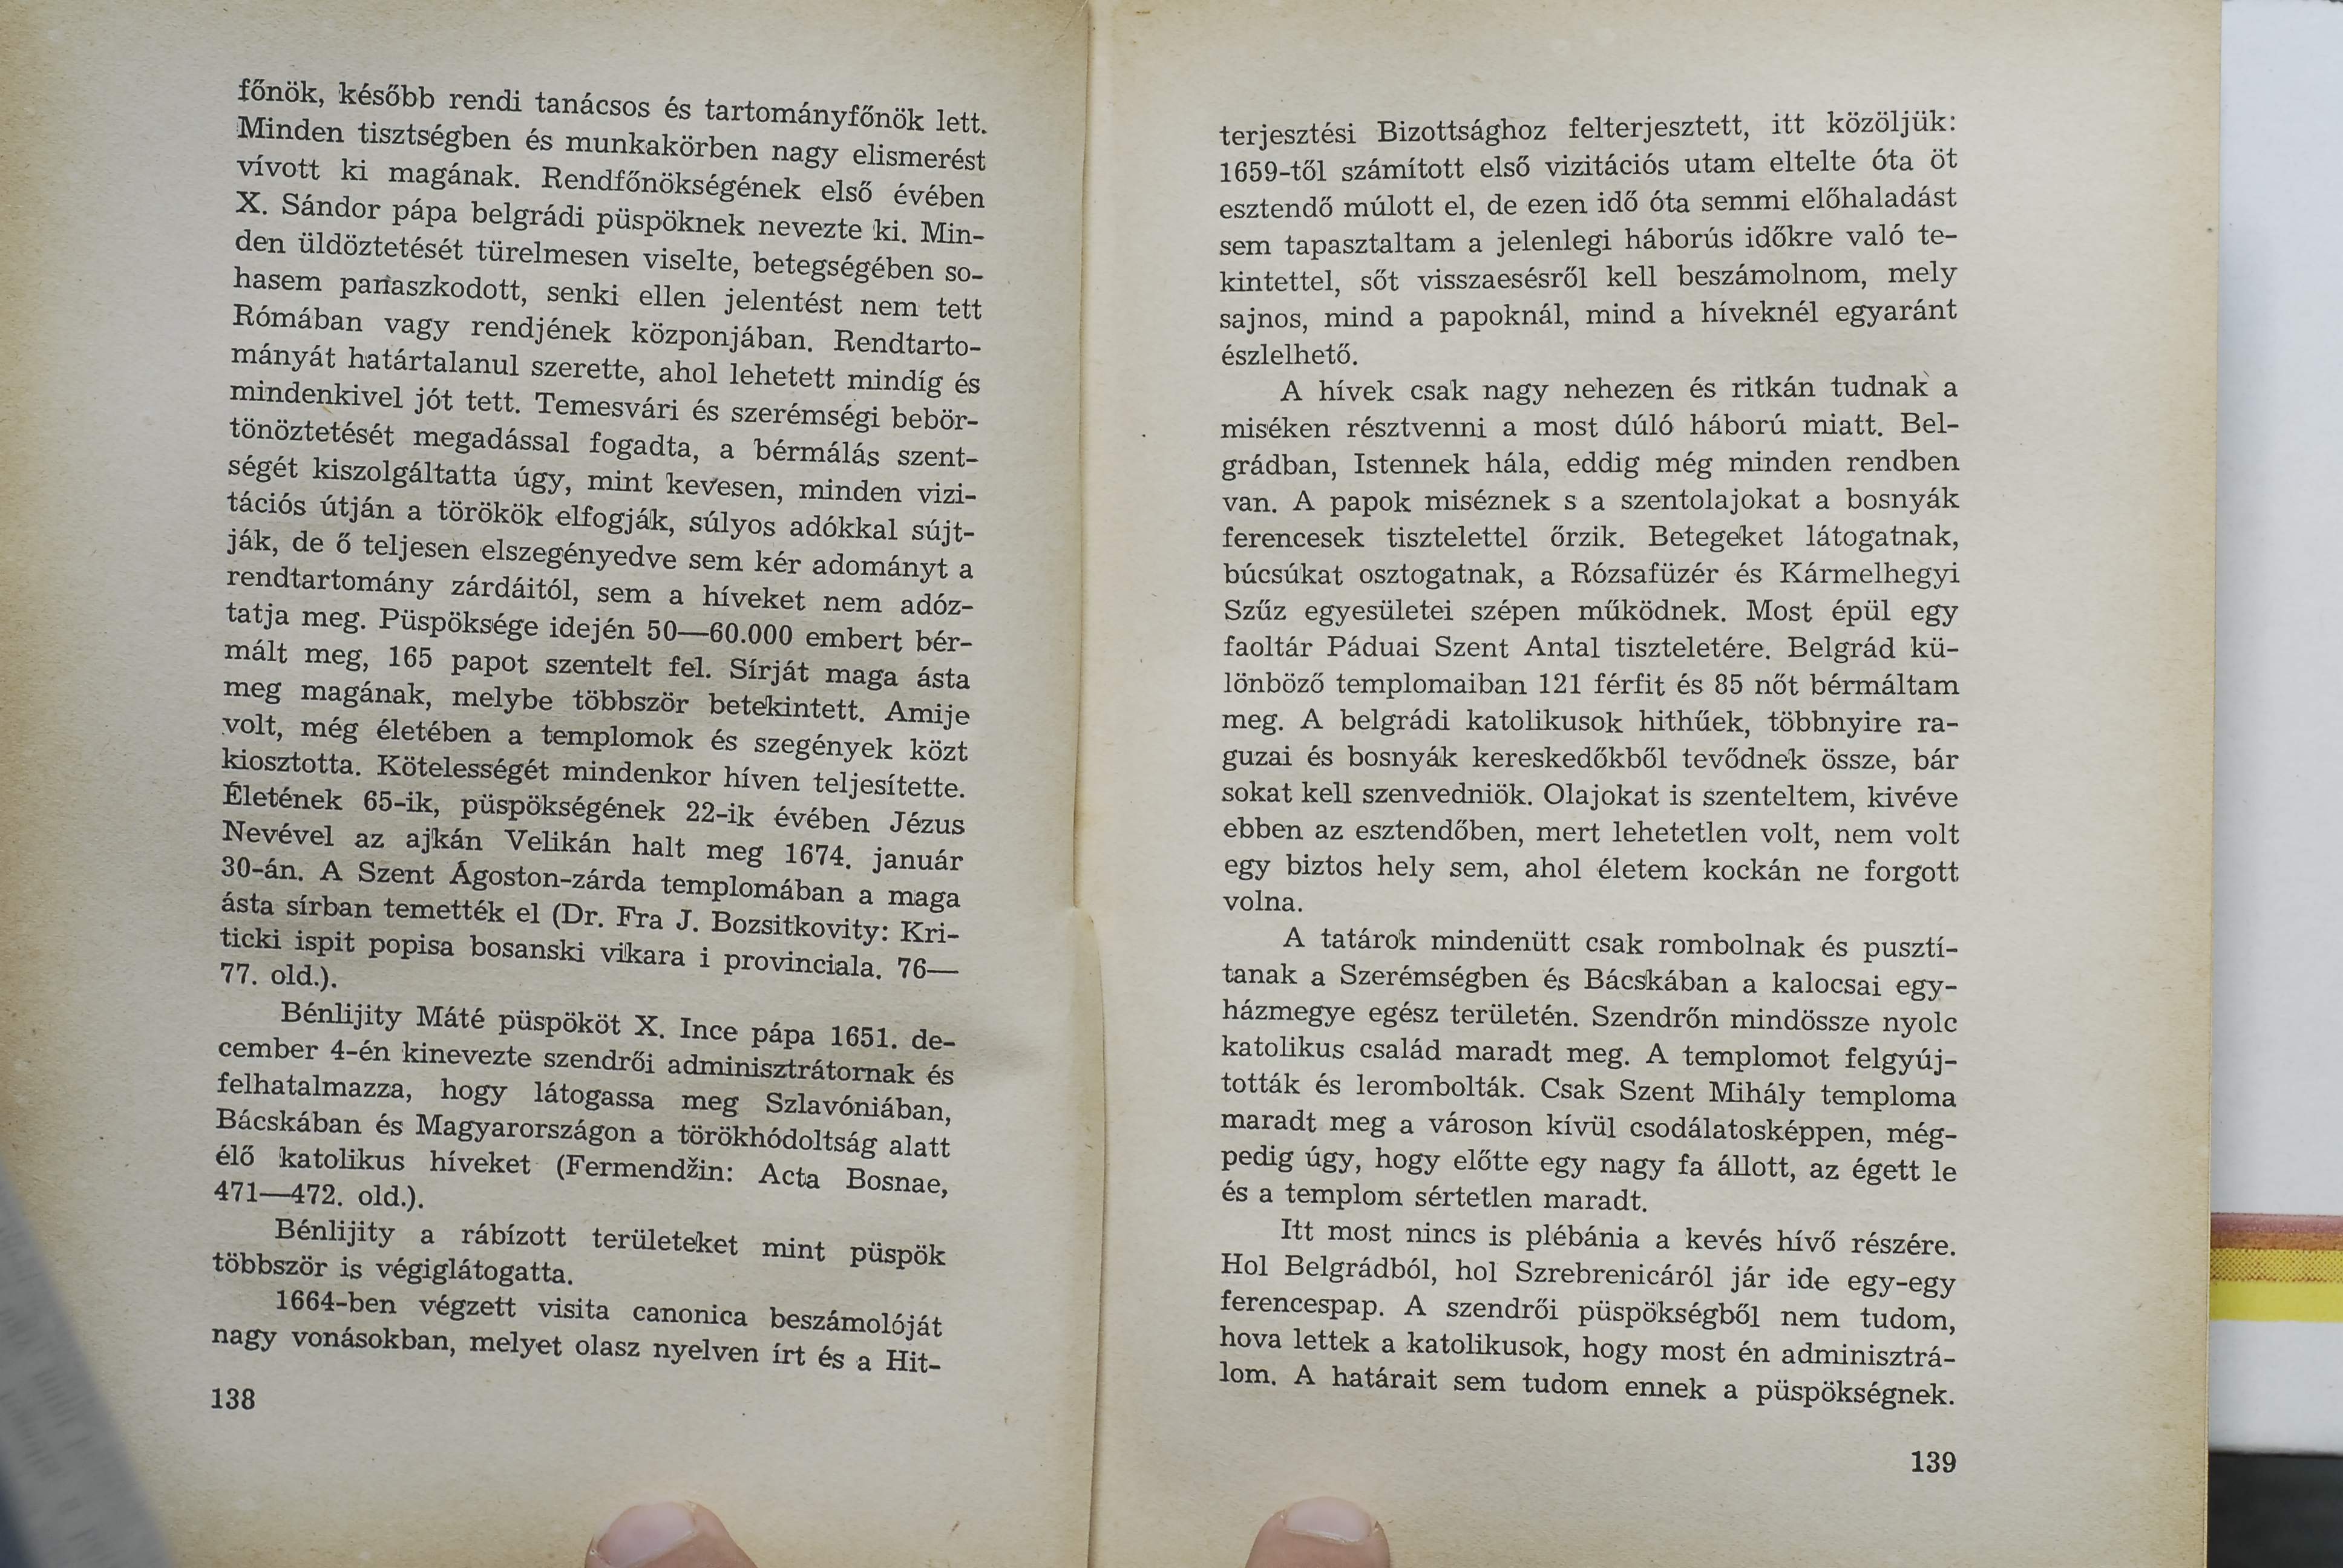 főnök, később rendi tanácsos és tartományfőnök lett.
Minden tisztségben és munkakörben nagy elismerést
vívott ki magának. Rendfőnökségének első évében
X. Sándor pápa belgrádi püspöknek nevezte ki. Min-
den üldöztetését türelmesen viselte, betegségében so-
hasem panaszkodott, senki ellen jelentést nem tett
Rómában vagy rendjének központjában. Rendtarto-
mányát határtalanul szerette, ahol lehetett mindíg és
mindenkivel jót tett. Temesvári és szerémségi bebör-
tönöztetését megadással fogadta, a bérmálás szent-
ségét kiszolgáltatta úgy, mint kevesen, minden vizi-
tációs útján a törökök elfogják, súlyos adókkal sújt-
ják, de ő teljesen elszegényedve sem kér adományt a
rendtartomány zárdáitól, sem a híveket nem adóz-
tatja meg. Püspöksége idején 50—60.000 embert bér-
mált meg, 165 papot szentelt fel. Sírját maga ásta
meg magának, melybe többször betekintett. Amije
volt, még életében a templomok és szegények közt
kiosztotta. Kötelességét mindenkor híven teljesítette.
Életének 65-ik, püspökségének 22-ik évében Jézus
Nevével az ajkán Velikán halt meg 1674. január
30-án. A Szent Ágoston-zárda templomában a maga
ásta sírban temették el (Dr. Fra J. Bozsitkovity: Kri-
ticki ispit popisa bosanski vikara i provinciala. 76—
77. old.).
Bénlijity Máté püspököt X. Ince pápa 1651. de-
cember 4-én kinevezte szendrői adminisztrátornak és
felhatalmazza, hogy látogassa meg Szlavóniában,
Bácskában és Magyarországon a törökhódoltság alatt
élő katolikus híveket (Fermendžin: Acta Bosnae,
471—472. old.).
Bénlijity a rábízott területeket mint püspök
többször is végiglátogatta.
1664-ben végzett visita canonica beszámolóját
nagy vonásokban, melyet olasz nyelven írt és a Hit-
138
terjesztési Bizottsághoz felterjesztett, itt közöljük:
1659-től számított első vizitációs utam eltelte óta öt
esztendő múlott el, de ezen idő óta semmi előhaladást
sem tapasztaltam a jelenlegi háborús időkre való te-
kintettel, sőt visszaesésről kell beszámolnom, mely
sajnos, mind a papoknál, mind a híveknél egyaránt
észlelhető.
A hívek csak nagy nehezen és ritkán tudnak a
miséken résztvenni a most dúló háború miatt. Bel-
grádban, Istennek hála, eddig még minden rendben
van. A papok miséznek s a szentolajokat a bosnyák
ferencesek tisztelettel őrzik. Betegeket látogatnak,
búcsúkat osztogatnak, a Rózsafüzér és Kármelhegyi
Szűz egyesületei szépen működnek. Most épül egy
faoltár Páduai Szent Antal tiszteletére. Belgrád kü-
lönböző templomaiban 121 férfit és 85 nőt bérmáltam
meg. A belgrádi katolikusok hithűek, többnyire ra-
guzai és bosnyák kereskedőkből tevődnek össze, bár
sokat kell szenvedniök. Olajokat is szenteltem, kivéve
ebben az esztendőben, mert lehetetlen volt, nem volt
egy biztos hely sem, ahol életem kockán ne forgott
volna.
A tatárok mindenütt csak rombolnak és pusztí-
tanak a Szerémségben és Bácskában a kalocsai egy-
házmegye egész területén. Szendrőn mindössze nyolc
katolikus család maradt meg. A templomot felgyúj-
tották és lerombolták. Csak Szent Mihály temploma
maradt meg a városon kívül csodálatosképpen, még-
pedig úgy, hogy előtte egy nagy fa állott, az égett le
és a templom sértetlen maradt.
Itt most nincs is plébánia a kevés hívő részére.
Hol Belgrádból, hol Szrebrenicáról jár ide egy-egy
ferencespap. A szendrői püspökségből nem tudom,
hova lettek a katolikusok, hogy most én adminisztrá-
lom. A határait sem tudom ennek a püspökségnek.
139